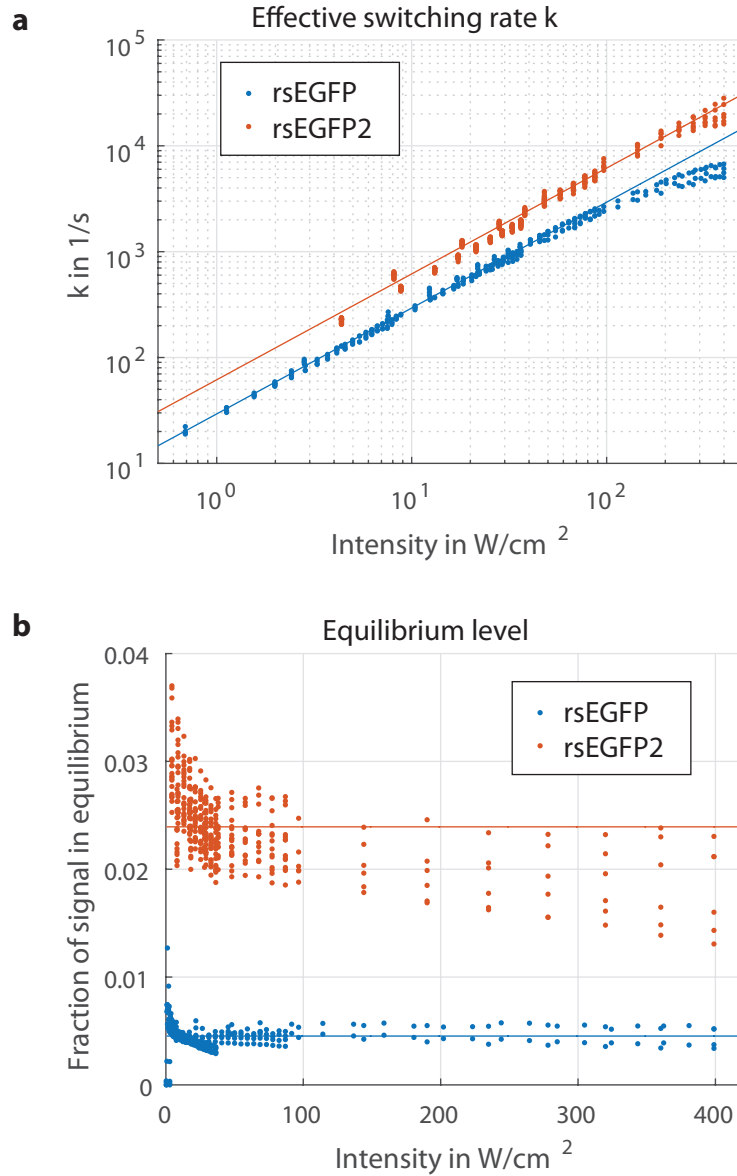 a
Effective switching rate k
10^5
10^4
10^3
10^2
10^1
k in 1/s
rsEGFP
rsEGFP2
10^0 10^1 10^2
Intensity in W/cm^2
b
Equilibrium level
0.04
0.03
0.02
0.01
0
Fraction of signal in equilibrium
rsEGFP
rsEGFP2
0 100 200 300 400
Intensity in W/cm^2